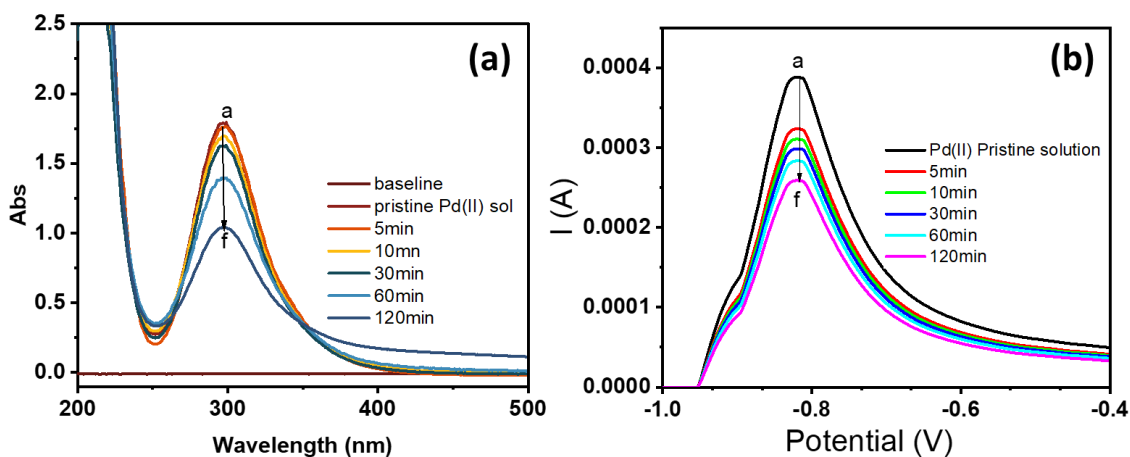 (a)
2.5
2.0
1.5
1.0
0.5
0.0
Abs
a
f
baseline
pristine Pd(II) sol
5min
10mn
30min
60min
120min
200
300
400
500
Wavelength (nm)
(b)
0.0004
0.0003
0.0002
0.0001
0.0000
I (A)
a
f
Pd(II) Pristine solution
5min
10min
30min
60min
120min
-1.0
-0.8
-0.6
-0.4
Potential (V)